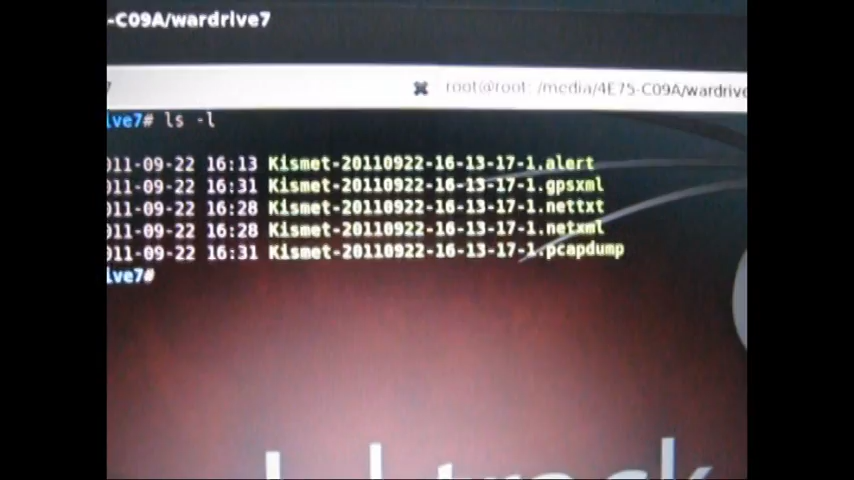 -C09A/wardrive7
root@root: /media/4E75-C09A/wardrive
ive7# ls -l
011-09-22 16:13 Kismet-20110922-16-13-17-1.alert
011-09-22 16:31 Kismet-20110922-16-13-17-1.gpsxml
011-09-22 16:28 Kismet-20110922-16-13-17-1.nettxt
011-09-22 16:28 Kismet-20110922-16-13-17-1.netxml
011-09-22 16:31 Kismet-20110922-16-13-17-1.pcapdump
ive7#